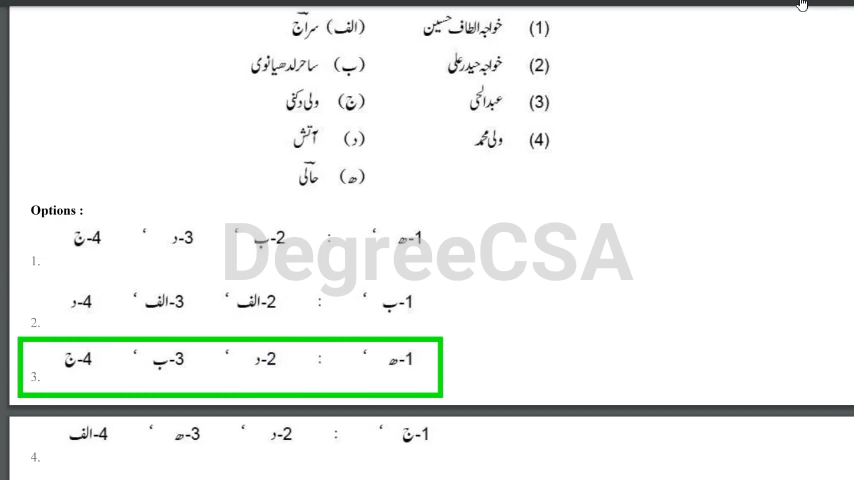 (1) خواجہ الطاف حسین (الف) سراج
(2) خواجہ حیدر علی (ب) ساحر لدھیانوی
(3) عبدالحی (ج) ولی دکنی
(4) ولی محمد (د) آتش
(ھ) حالی
Options :
1-ھ ، : 2-ب ، 3-د ، 4-ج
1.
DegreeCSA
1-ب ، : 2-الف ، 3-الف ، 4-د
2.
1-ھ ، : 2-د ، 3-ب ، 4-ج
3.
1-ج ، : 2-د ، 3-ھ ، 4-الف
4.